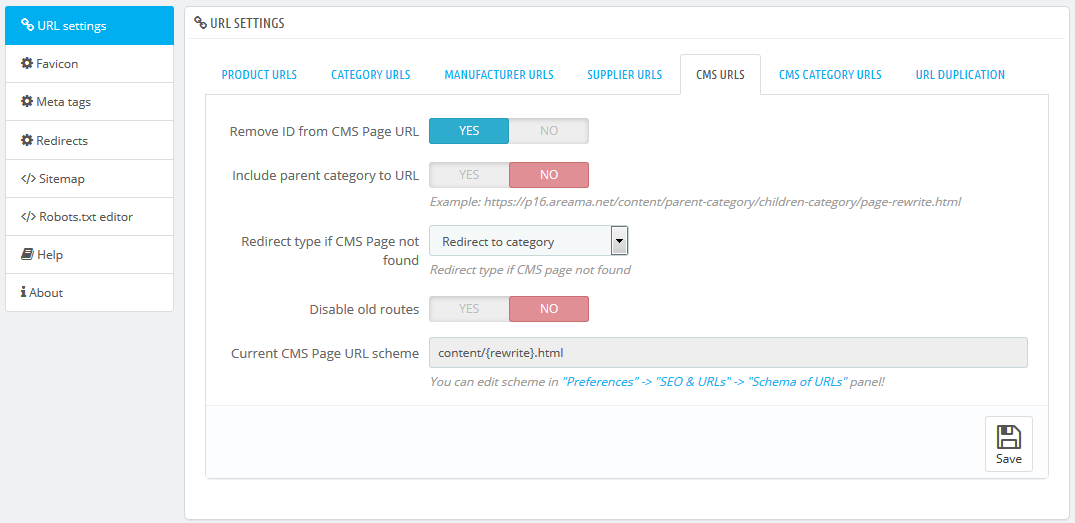 URL settings
Favicon
Meta tags
Redirects
Sitemap
Robots.txt editor
Help
About
URL SETTINGS
PRODUCT URLS CATEGORY URLS MANUFACTURER URLS SUPPLIER URLS CMS URLS CMS CATEGORY URLS URL DUPLICATION
Remove ID from CMS Page URL YES NO
Include parent category to URL YES NO
Example: https://p16.areama.net/content/parent-category/children-category/page-rewrite.html
Redirect type if CMS Page not
found
Redirect to category
Redirect type if CMS page not found
Disable old routes YES NO
Current CMS Page URL scheme content/{rewrite}.html
You can edit scheme in "Preferences" -> "SEO & URLs" -> "Schema of URLs" panel!
Save